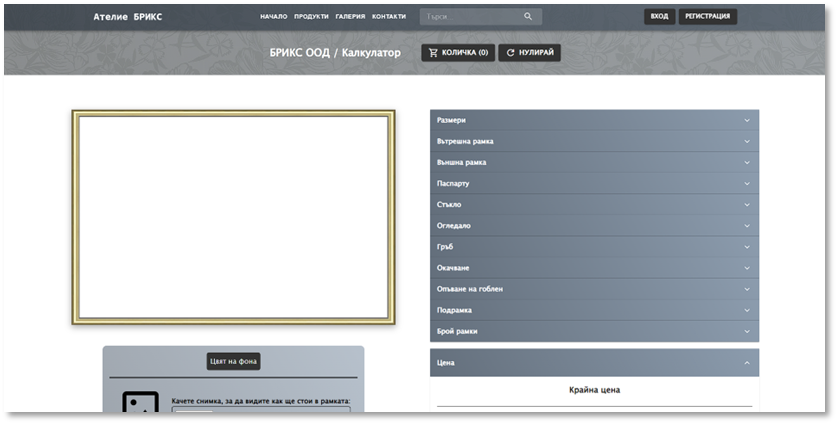 Ателие БРИКС
НАЧАЛО ПРОДУКТИ ГАЛЕРИЯ КОНТАКТИ
Търси...
ВХОД
РЕГИСТРАЦИЯ
БРИКС ООД / Калкулатор
КОЛИЧКА (0)
НУЛИРАЙ
Размери
Вътрешна рамка
Външна рамка
Паспарту
Стъкло
Огледало
Гръб
Окачване
Опъване на гоблен
Подрамка
Брой рамки
Цена
Крайна цена
Цвят на фона
Качете снимка, за да видите как ще стои в рамката: